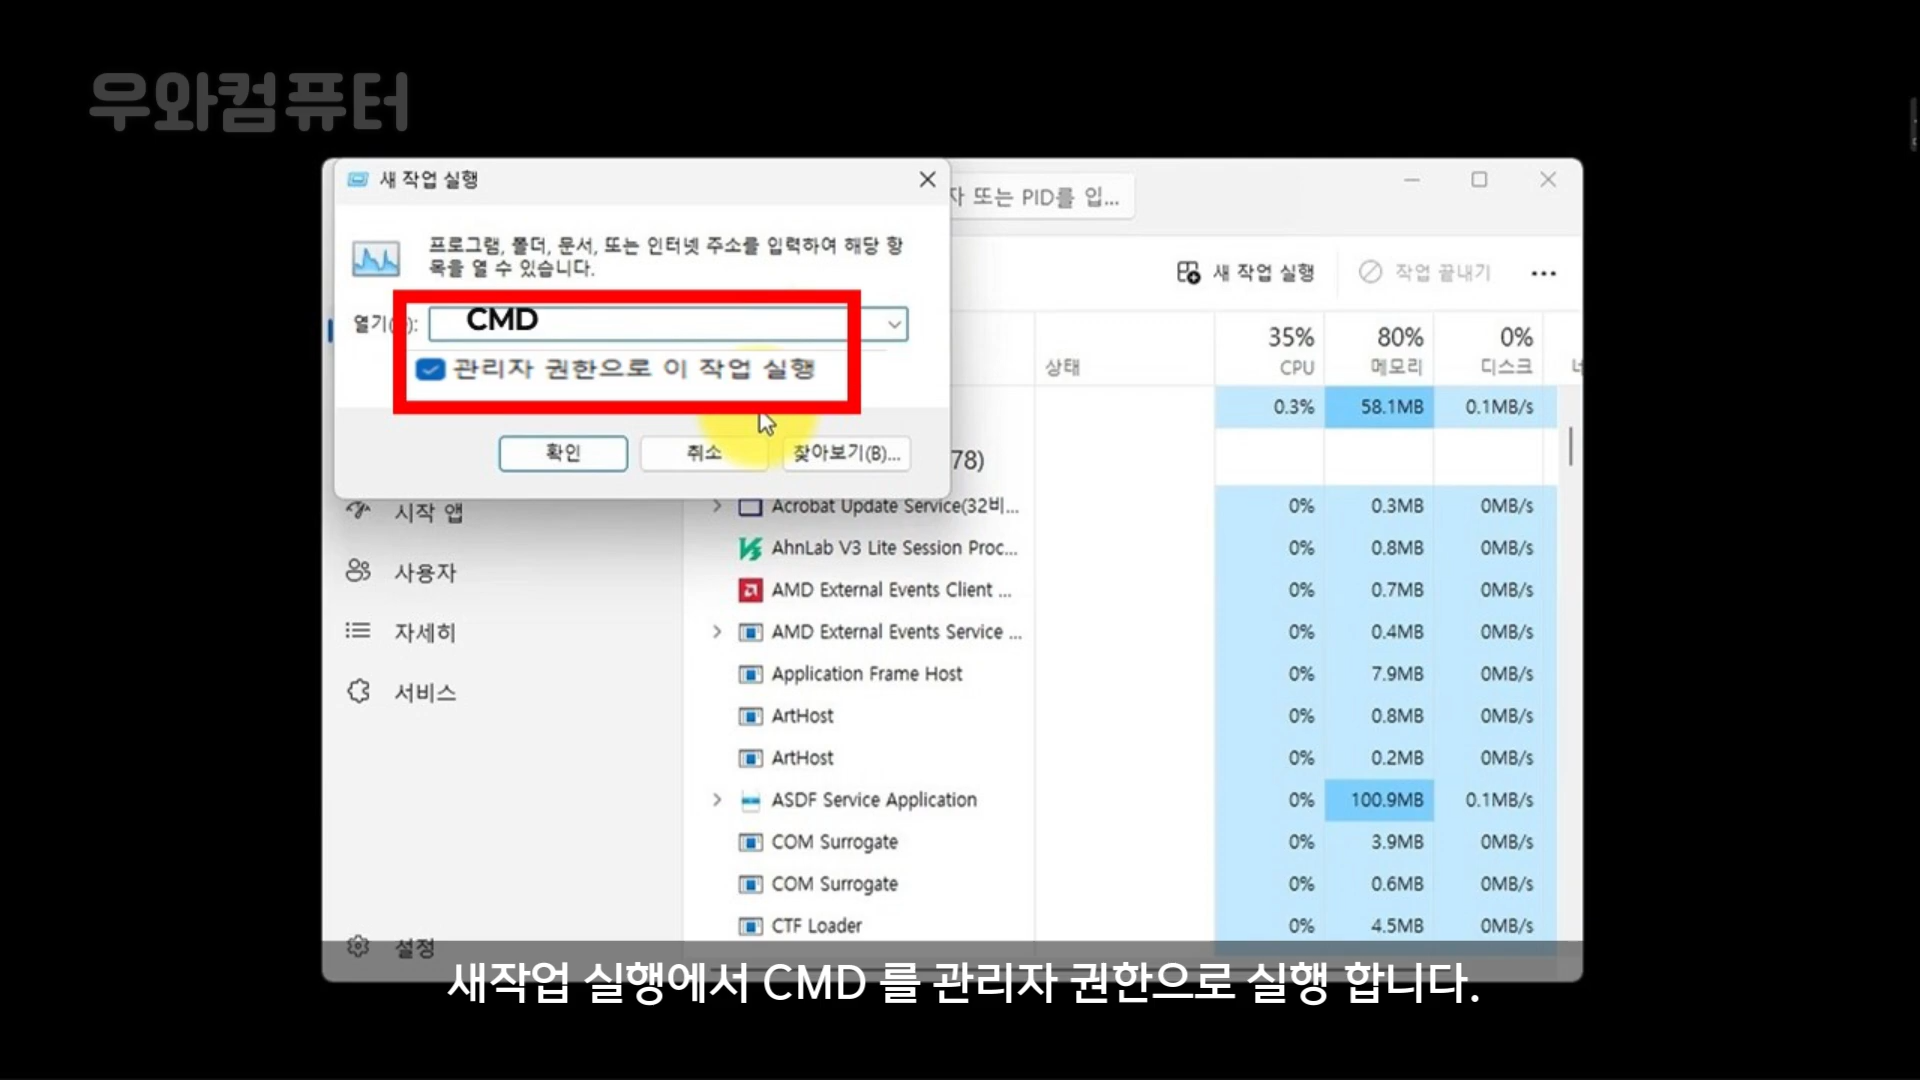 우와컴퓨터
새 작업 실행
자 또는 PID를 입...
프로그램, 폴더, 문서, 또는 인터넷 주소를 입력하여 해당 항
목을 열 수 있습니다.
열기( ):
CMD
관리자 권한으로 이 작업 실행
확인 취소 찾아보기(B)...
새 작업 실행 작업 끝내기
상태
35% 80% 0%
CPU 메모리 디스크
0.3% 58.1MB 0.1MB/s
78)
Acrobat Update Service(32비... 0% 0.3MB 0MB/s
AhnLab V3 Lite Session Proc... 0% 0.8MB 0MB/s
AMD External Events Client ... 0% 0.7MB 0MB/s
AMD External Events Service ... 0% 0.4MB 0MB/s
Application Frame Host 0% 7.9MB 0MB/s
ArtHost 0% 0.8MB 0MB/s
ArtHost 0% 0.2MB 0MB/s
ASDF Service Application 0% 100.9MB 0.1MB/s
COM Surrogate 0% 3.9MB 0MB/s
COM Surrogate 0% 0.6MB 0MB/s
CTF Loader 0% 4.5MB 0MB/s
시작 앱
사용자
자세히
서비스
설정
새작업 실행에서 CMD 를 관리자 권한으로 실행 합니다.